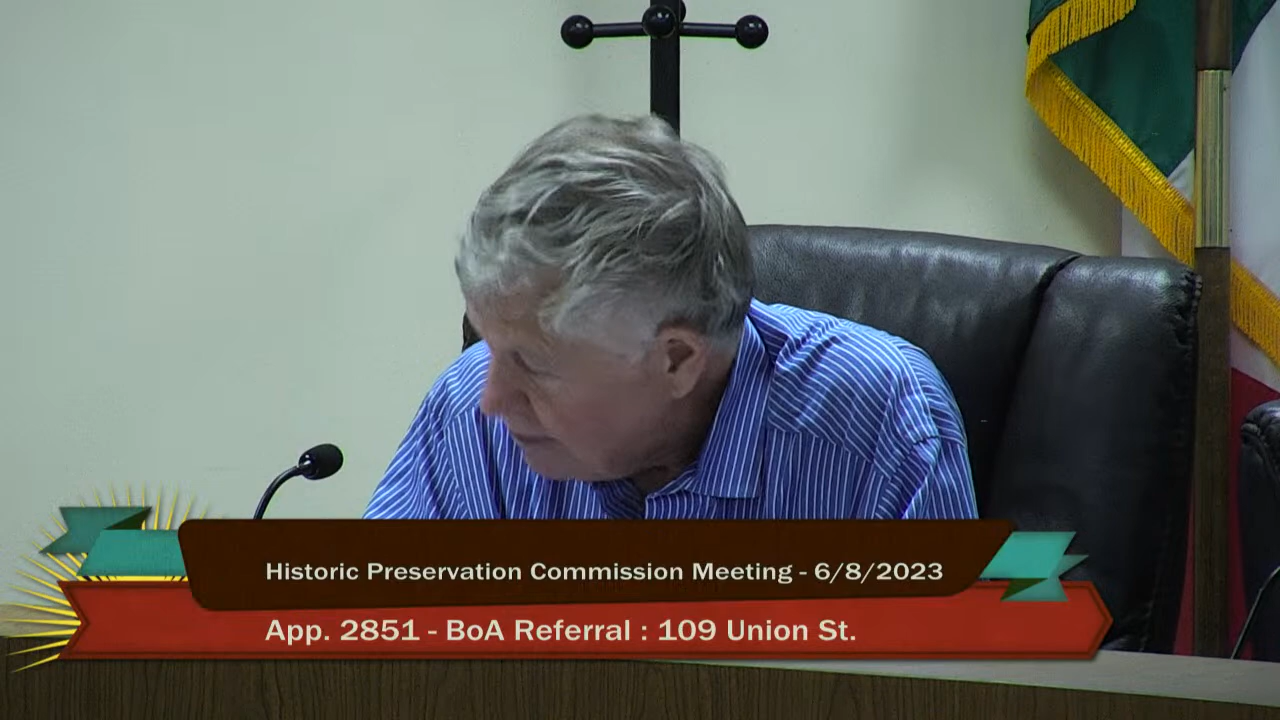 Historic Preservation Commission Meeting - 6/8/2023
App. 2851 - BoA Referral : 109 Union St.